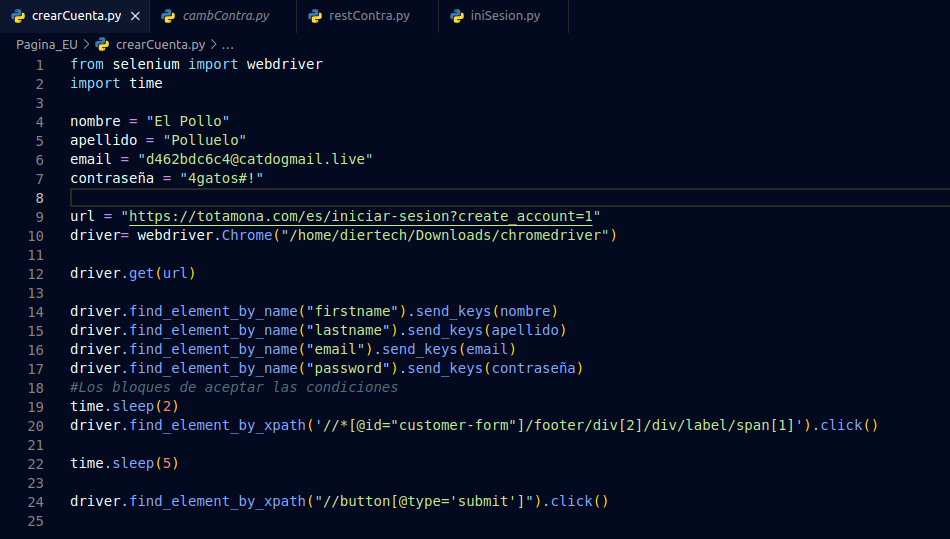 crearCuenta.py × cambContra.py restContra.py iniSesion.py
Pagina_EU > crearCuenta.py > ...
1 from selenium import webdriver
2 import time
3
4 nombre = "El Pollo"
5 apellido = "Polluelo"
6 email = "d462bdc6c4@catdogmail.live"
7 contraseña = "4gatos#!"
8
9 url = "https://totamona.com/es/iniciar-sesion?create_account=1"
10 driver= webdriver.Chrome("/home/diertech/Downloads/chromedriver")
11
12 driver.get(url)
13
14 driver.find_element_by_name("firstname").send_keys(nombre)
15 driver.find_element_by_name("lastname").send_keys(apellido)
16 driver.find_element_by_name("email").send_keys(email)
17 driver.find_element_by_name("password").send_keys(contraseña)
18 #Los bloques de aceptar las condiciones
19 time.sleep(2)
20 driver.find_element_by_xpath('//*[@id="customer-form"]/footer/div[2]/div/label/span[1]').click()
21
22 time.sleep(5)
23
24 driver.find_element_by_xpath("//button[@type='submit']").click()
25